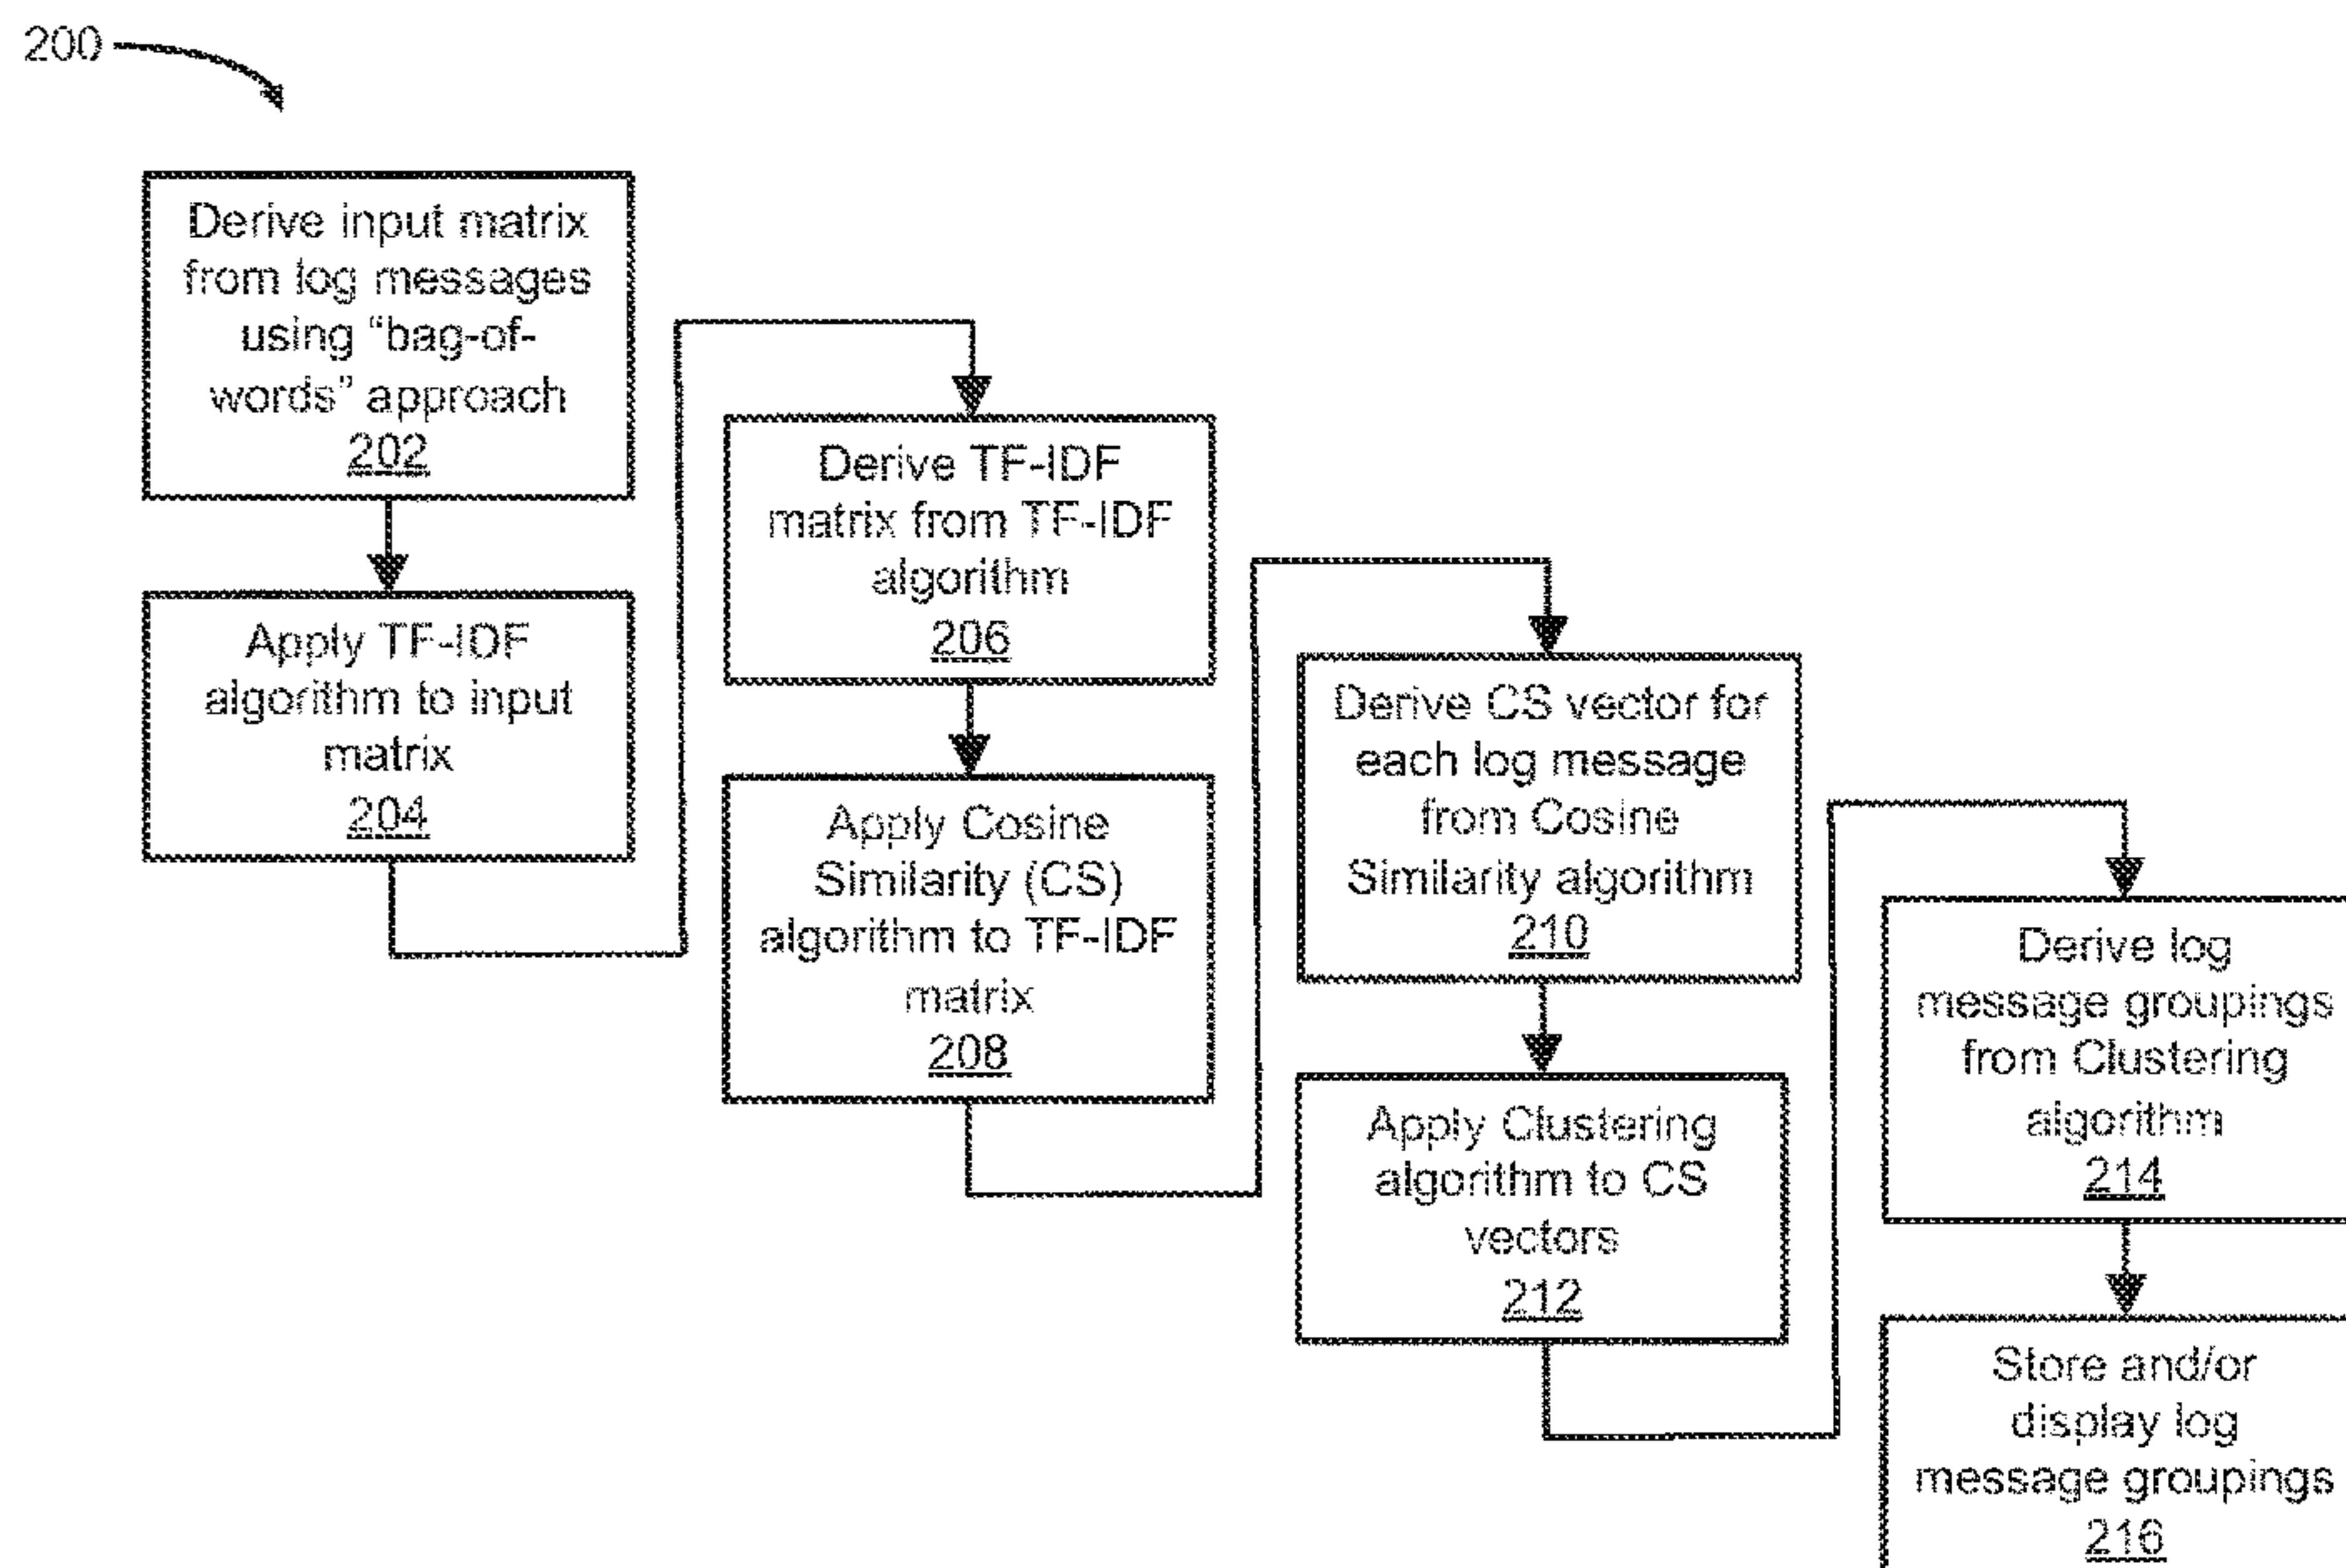 200
Derive input matrix
from log messages
using “bag-of-
words” approach
202
Apply TF-IDF
algorithm to input
matrix
204
Derive TF-IDF
matrix from TF-IDF
algorithm
206
Apply Cosine
Similarity (CS)
algorithm to TF-IDF
matrix
208
Derive CS vector for
each log message
from Cosine
Similarity algorithm
210
Apply Clustering
algorithm to CS
vectors
212
Derive log
message groupings
from Clustering
algorithm
214
Store and/or
display log
message groupings
216